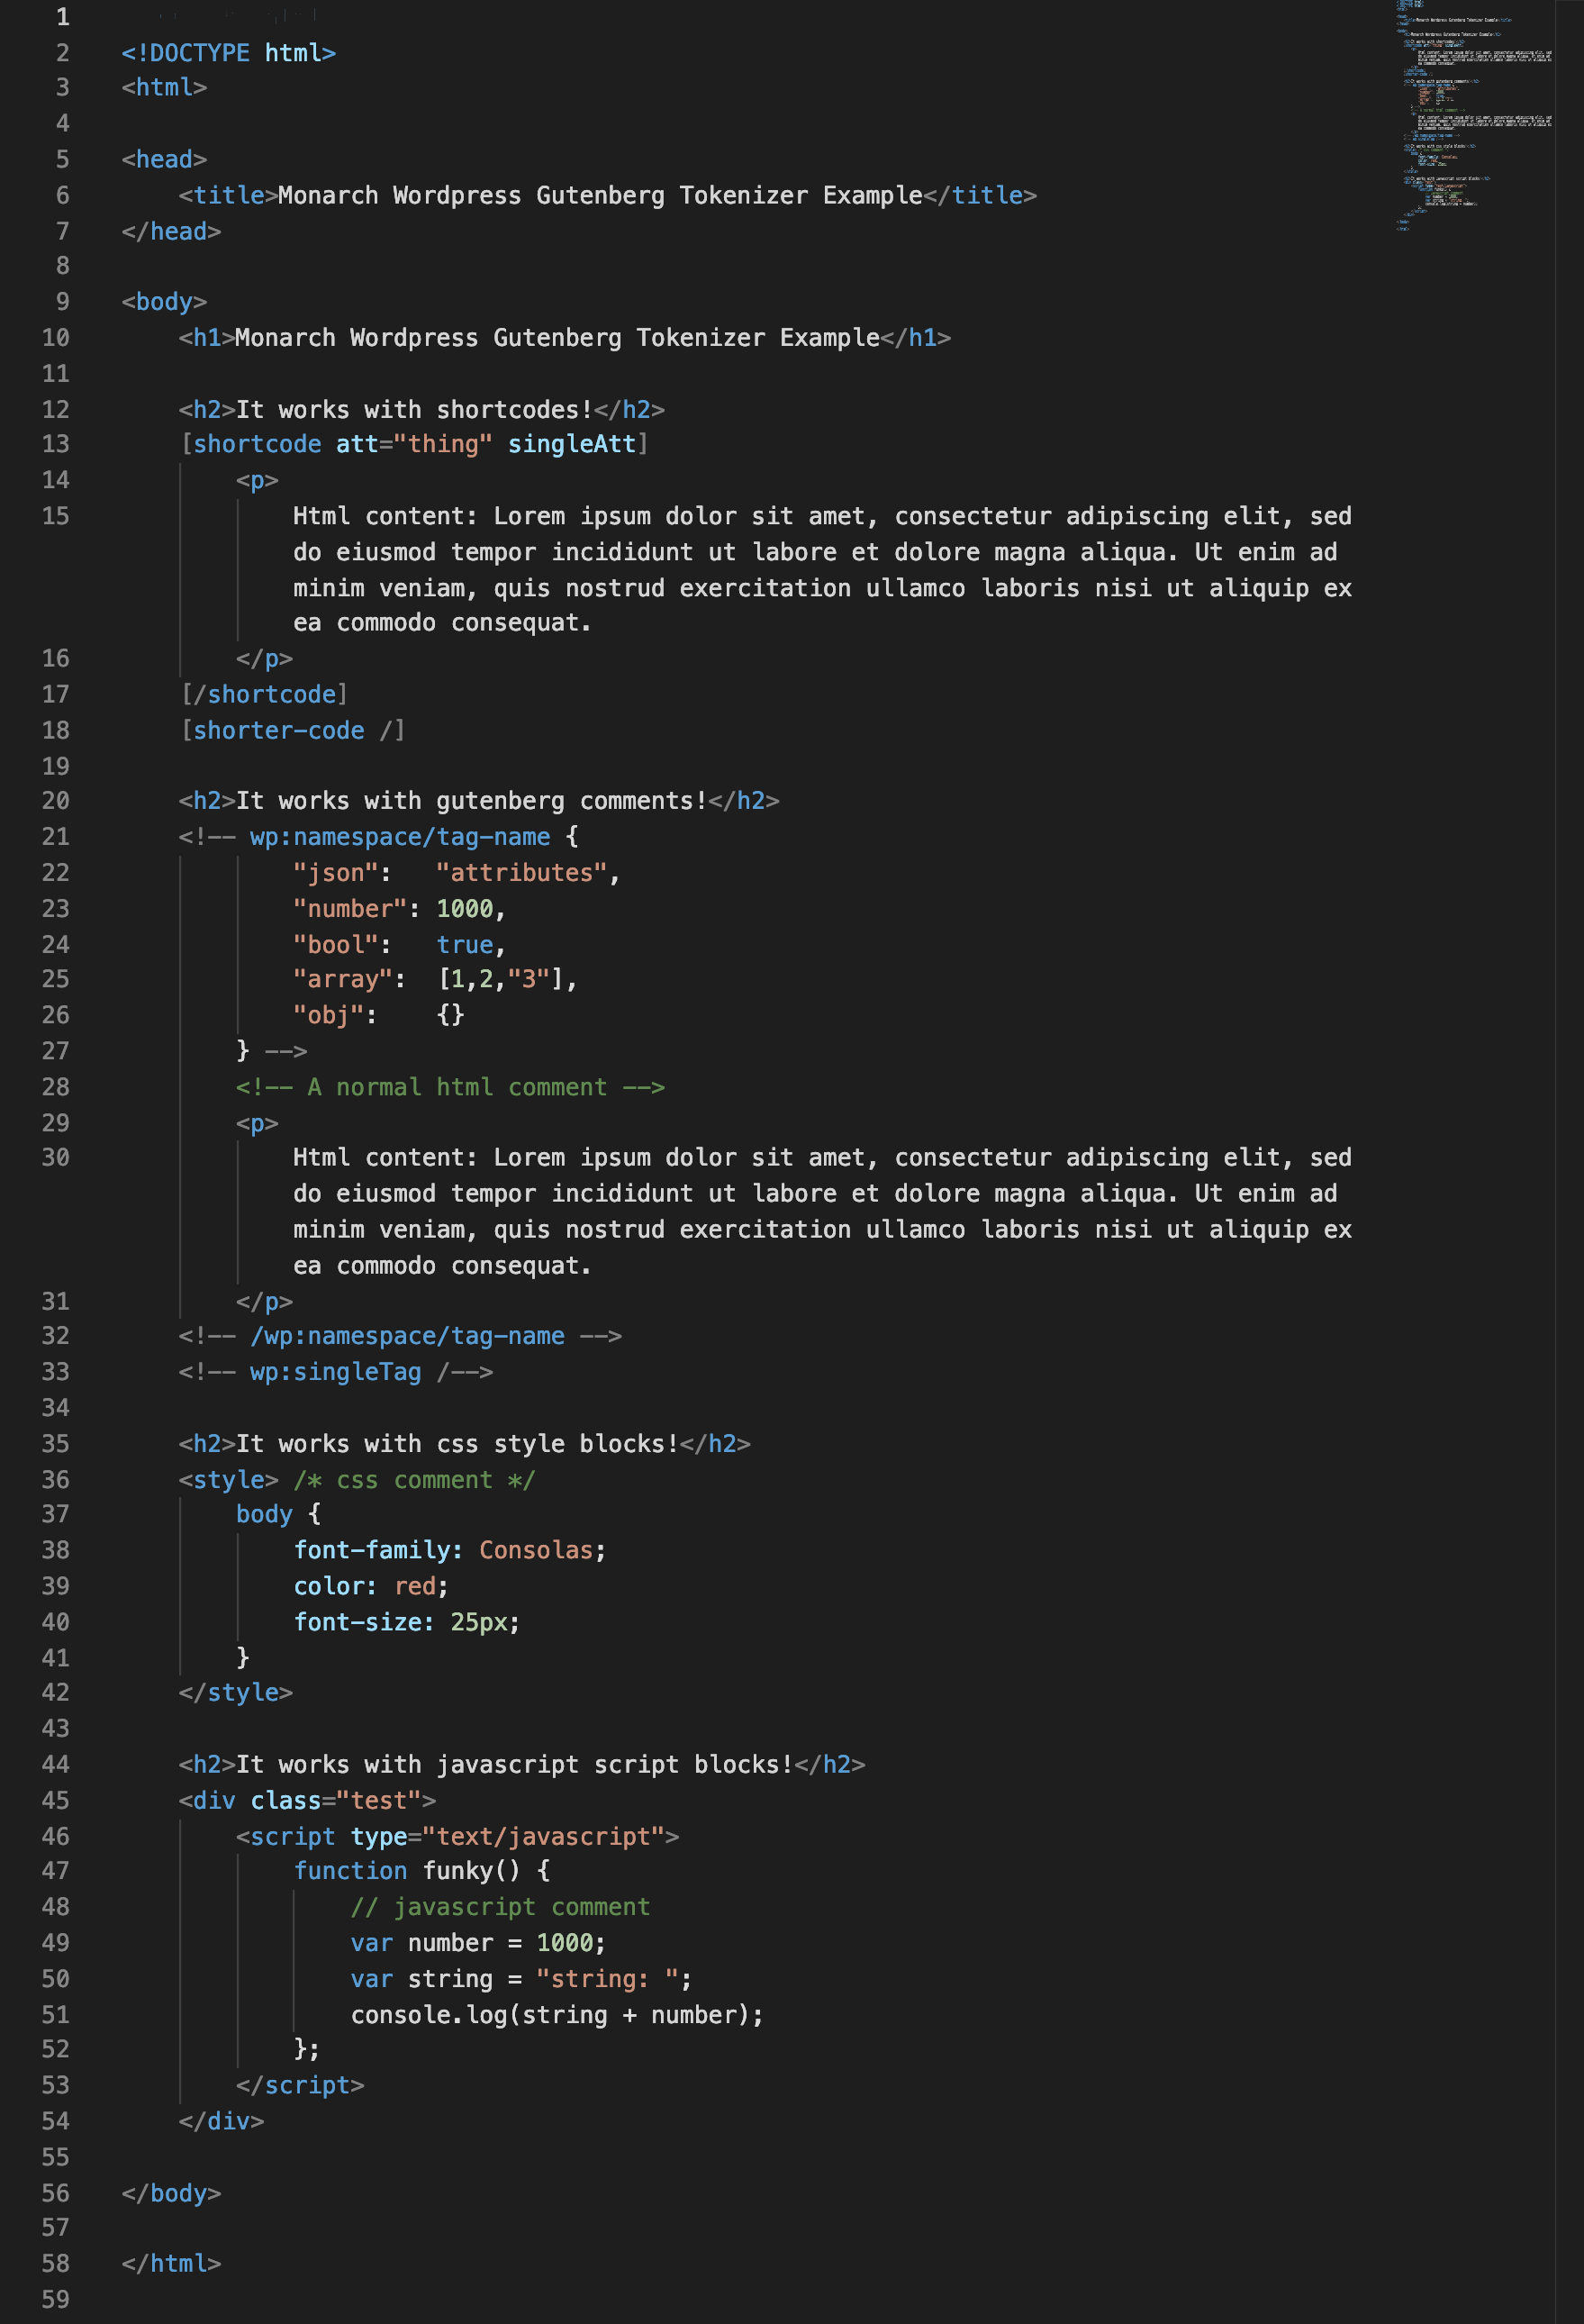 1
2 <!DOCTYPE html>
3 <html>
4
5 <head>
6     <title>Monarch Wordpress Gutenberg Tokenizer Example</title>
7 </head>
8
9 <body>
10     <h1>Monarch Wordpress Gutenberg Tokenizer Example</h1>
11
12     <h2>It works with shortcodes!</h2>
13     [shortcode att="thing" singleAtt]
14         <p>
15             Html content: Lorem ipsum dolor sit amet, consectetur adipiscing elit, sed
            do eiusmod tempor incididunt ut labore et dolore magna aliqua. Ut enim ad
            minim veniam, quis nostrud exercitation ullamco laboris nisi ut aliquip ex
            ea commodo consequat.
16         </p>
17     [/shortcode]
18     [shorter-code /]
19
20     <h2>It works with gutenberg comments!</h2>
21     <!-- wp:namespace/tag-name {
22             "json":   "attributes",
23             "number": 1000,
24             "bool":   true,
25             "array":  [1,2,"3"],
26             "obj":    {}
27         } -->
28         <!-- A normal html comment -->
29         <p>
30             Html content: Lorem ipsum dolor sit amet, consectetur adipiscing elit, sed
            do eiusmod tempor incididunt ut labore et dolore magna aliqua. Ut enim ad
            minim veniam, quis nostrud exercitation ullamco laboris nisi ut aliquip ex
            ea commodo consequat.
31         </p>
32     <!-- /wp:namespace/tag-name -->
33     <!-- wp:singleTag /-->
34
35     <h2>It works with css style blocks!</h2>
36     <style> /* css comment */
37         body {
38             font-family: Consolas;
39             color: red;
40             font-size: 25px;
41         }
42     </style>
43
44     <h2>It works with javascript script blocks!</h2>
45     <div class="test">
46         <script type="text/javascript">
47             function funky() {
48                 // javascript comment
49                 var number = 1000;
50                 var string = "string: ";
51                 console.log(string + number);
52             };
53         </script>
54     </div>
55
56 </body>
57
58 </html>
59